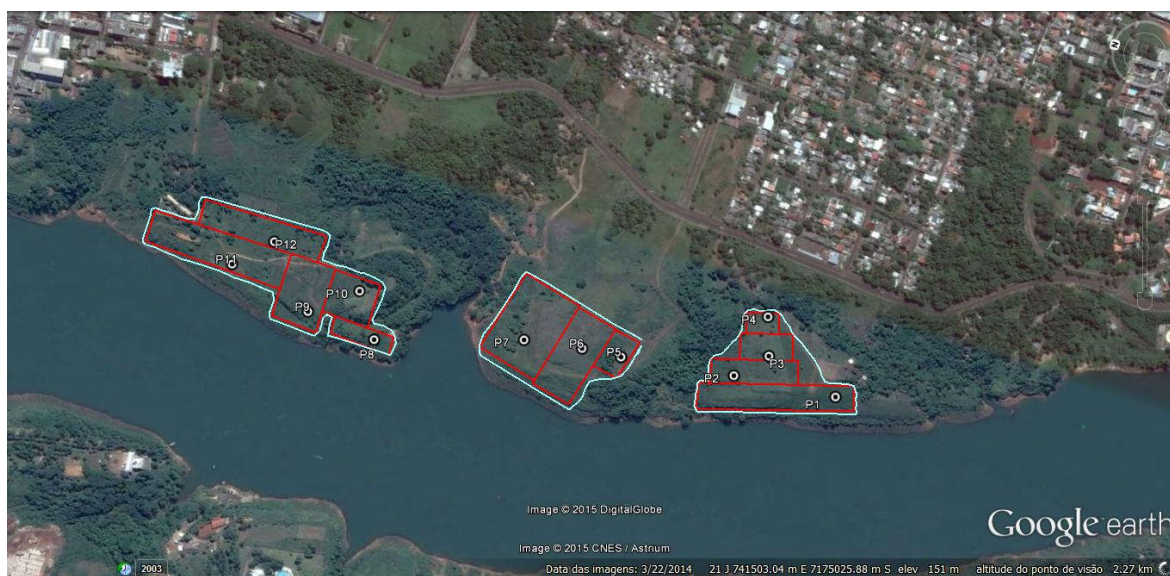 N
P12
P11
P10
P9
P8
P7
P6
P5
P4
P3
P2
P1
Image © 2015 DigitalGlobe
Google earth
Image © 2015 CNES / Astrium
2003
Data das imagens: 3/22/2014 21 J 741503.04 m E 7175025.88 m S elev 151 m altitude do ponto de visão 2.27 km